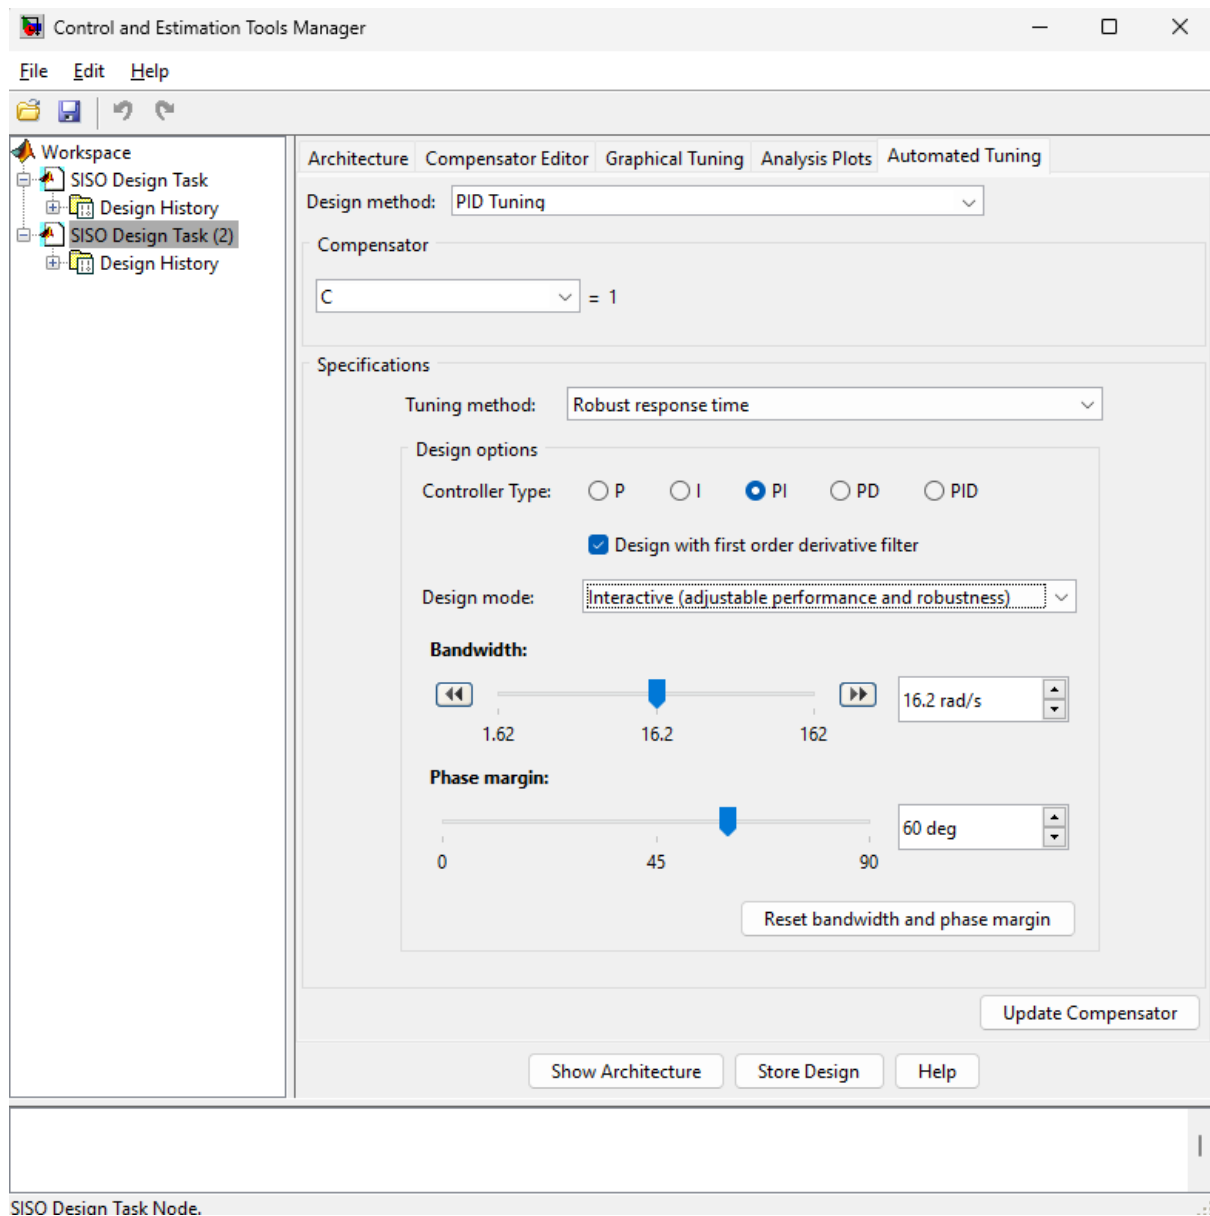 Control and Estimation Tools Manager
File Edit Help
Workspace
SISO Design Task
Design History
SISO Design Task (2)
Design History
Architecture Compensator Editor Graphical Tuning Analysis Plots Automated Tuning
Design method: PID Tuning
Compensator
C = 1
Specifications
Tuning method: Robust response time
Design options
Controller Type: P I PI PD PID
Design with first order derivative filter
Design mode: Interactive (adjustable performance and robustness)
Bandwidth:
16.2 rad/s
1.62 16.2 162
Phase margin:
60 deg
0 45 90
Reset bandwidth and phase margin
Update Compensator
Show Architecture Store Design Help
SISO Design Task Node.